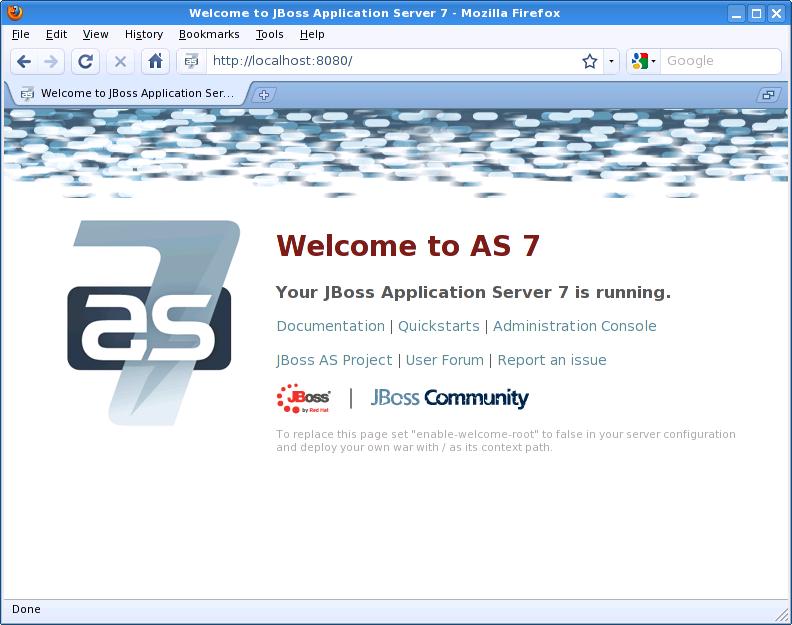 Welcome to JBoss Application Server 7 - Mozilla Firefox
File Edit View History Bookmarks Tools Help
http://localhost:8080/
Google
Welcome to JBoss Application Ser...
7
as
Welcome to AS 7
Your JBoss Application Server 7 is running.
Documentation | Quickstarts | Administration Console
JBoss AS Project | User Forum | Report an issue
JBoss by Red Hat | JBoss Community
To replace this page set "enable-welcome-root" to false in your server configuration
and deploy your own war with / as its context path.
Done